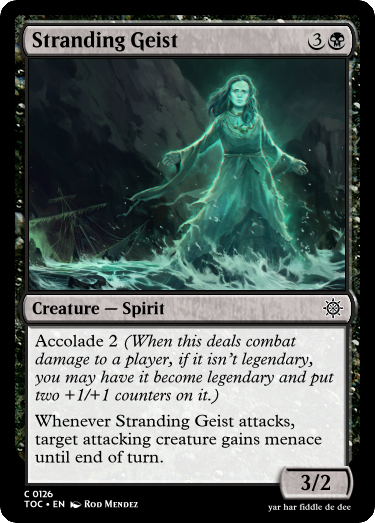 Stranding Geist 3
Creature — Spirit
Accolade 2 (When this deals combat
damage to a player, if it isn't legendary,
you may have it become legendary and put
two +1/+1 counters on it.)
Whenever Stranding Geist attacks,
target attacking creature gains menace
until end of turn.
3/2
C 0126
TOC • EN Rod Mendez
yar har fiddle de dee